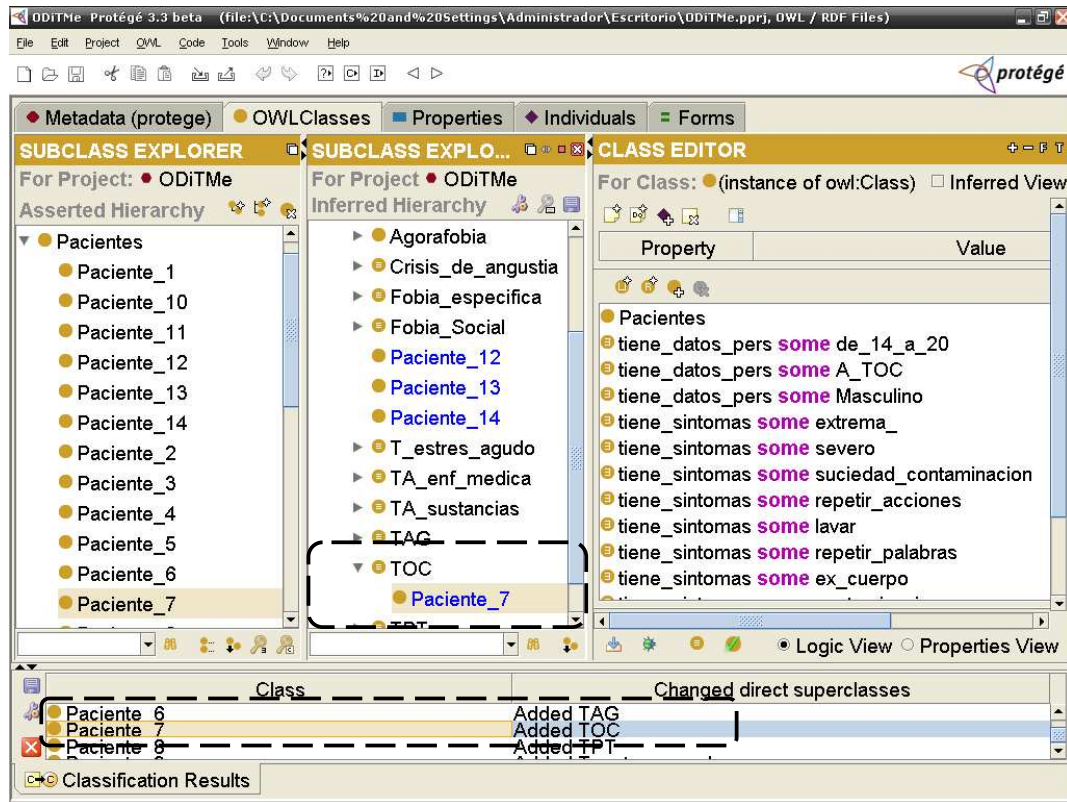 ODiTMe Protégé 3.3 beta (file:\C:\Documents%20and%20Settings\Administrador\Escritorio\ODiTMe.pprj, OWL / RDF Files)
File Edit Project OWL Code Tools Window Help
protégé
Metadata (protege) OWLClasses Properties Individuals Forms
SUBCLASS EXPLORER
For Project: ODiTMe
Asserted Hierarchy
Pacientes
Paciente_1
Paciente_10
Paciente_11
Paciente_12
Paciente_13
Paciente_14
Paciente_2
Paciente_3
Paciente_4
Paciente_5
Paciente_6
Paciente_7
SUBCLASS EXPLO...
For Project ODiTMe
Inferred Hierarchy
Agorafobia
Crisis_de_angustia
Fobia_especifica
Fobia_Social
Paciente_12
Paciente_13
Paciente_14
T_estres_agudo
TA_enf_medica
TA_sustancias
TAG
TOC
Paciente_7
TPT
CLASS EDITOR
For Class: (instance of owl:Class) Inferred View
Property Value
Pacientes
tiene_datos_pers some de_14_a_20
tiene_datos_pers some A_TOC
tiene_datos_pers some Masculino
tiene_sintomas some extrema_
tiene_sintomas some severo
tiene_sintomas some suciedad_contaminacion
tiene_sintomas some repetir_acciones
tiene_sintomas some lavar
tiene_sintomas some repetir_palabras
tiene_sintomas some ex_cuerpo
Logic View Properties View
Class Changed direct superclasses
Paciente_6 Added TAG
Paciente_7 Added TOC
Paciente_8 Added TPT
Classification Results